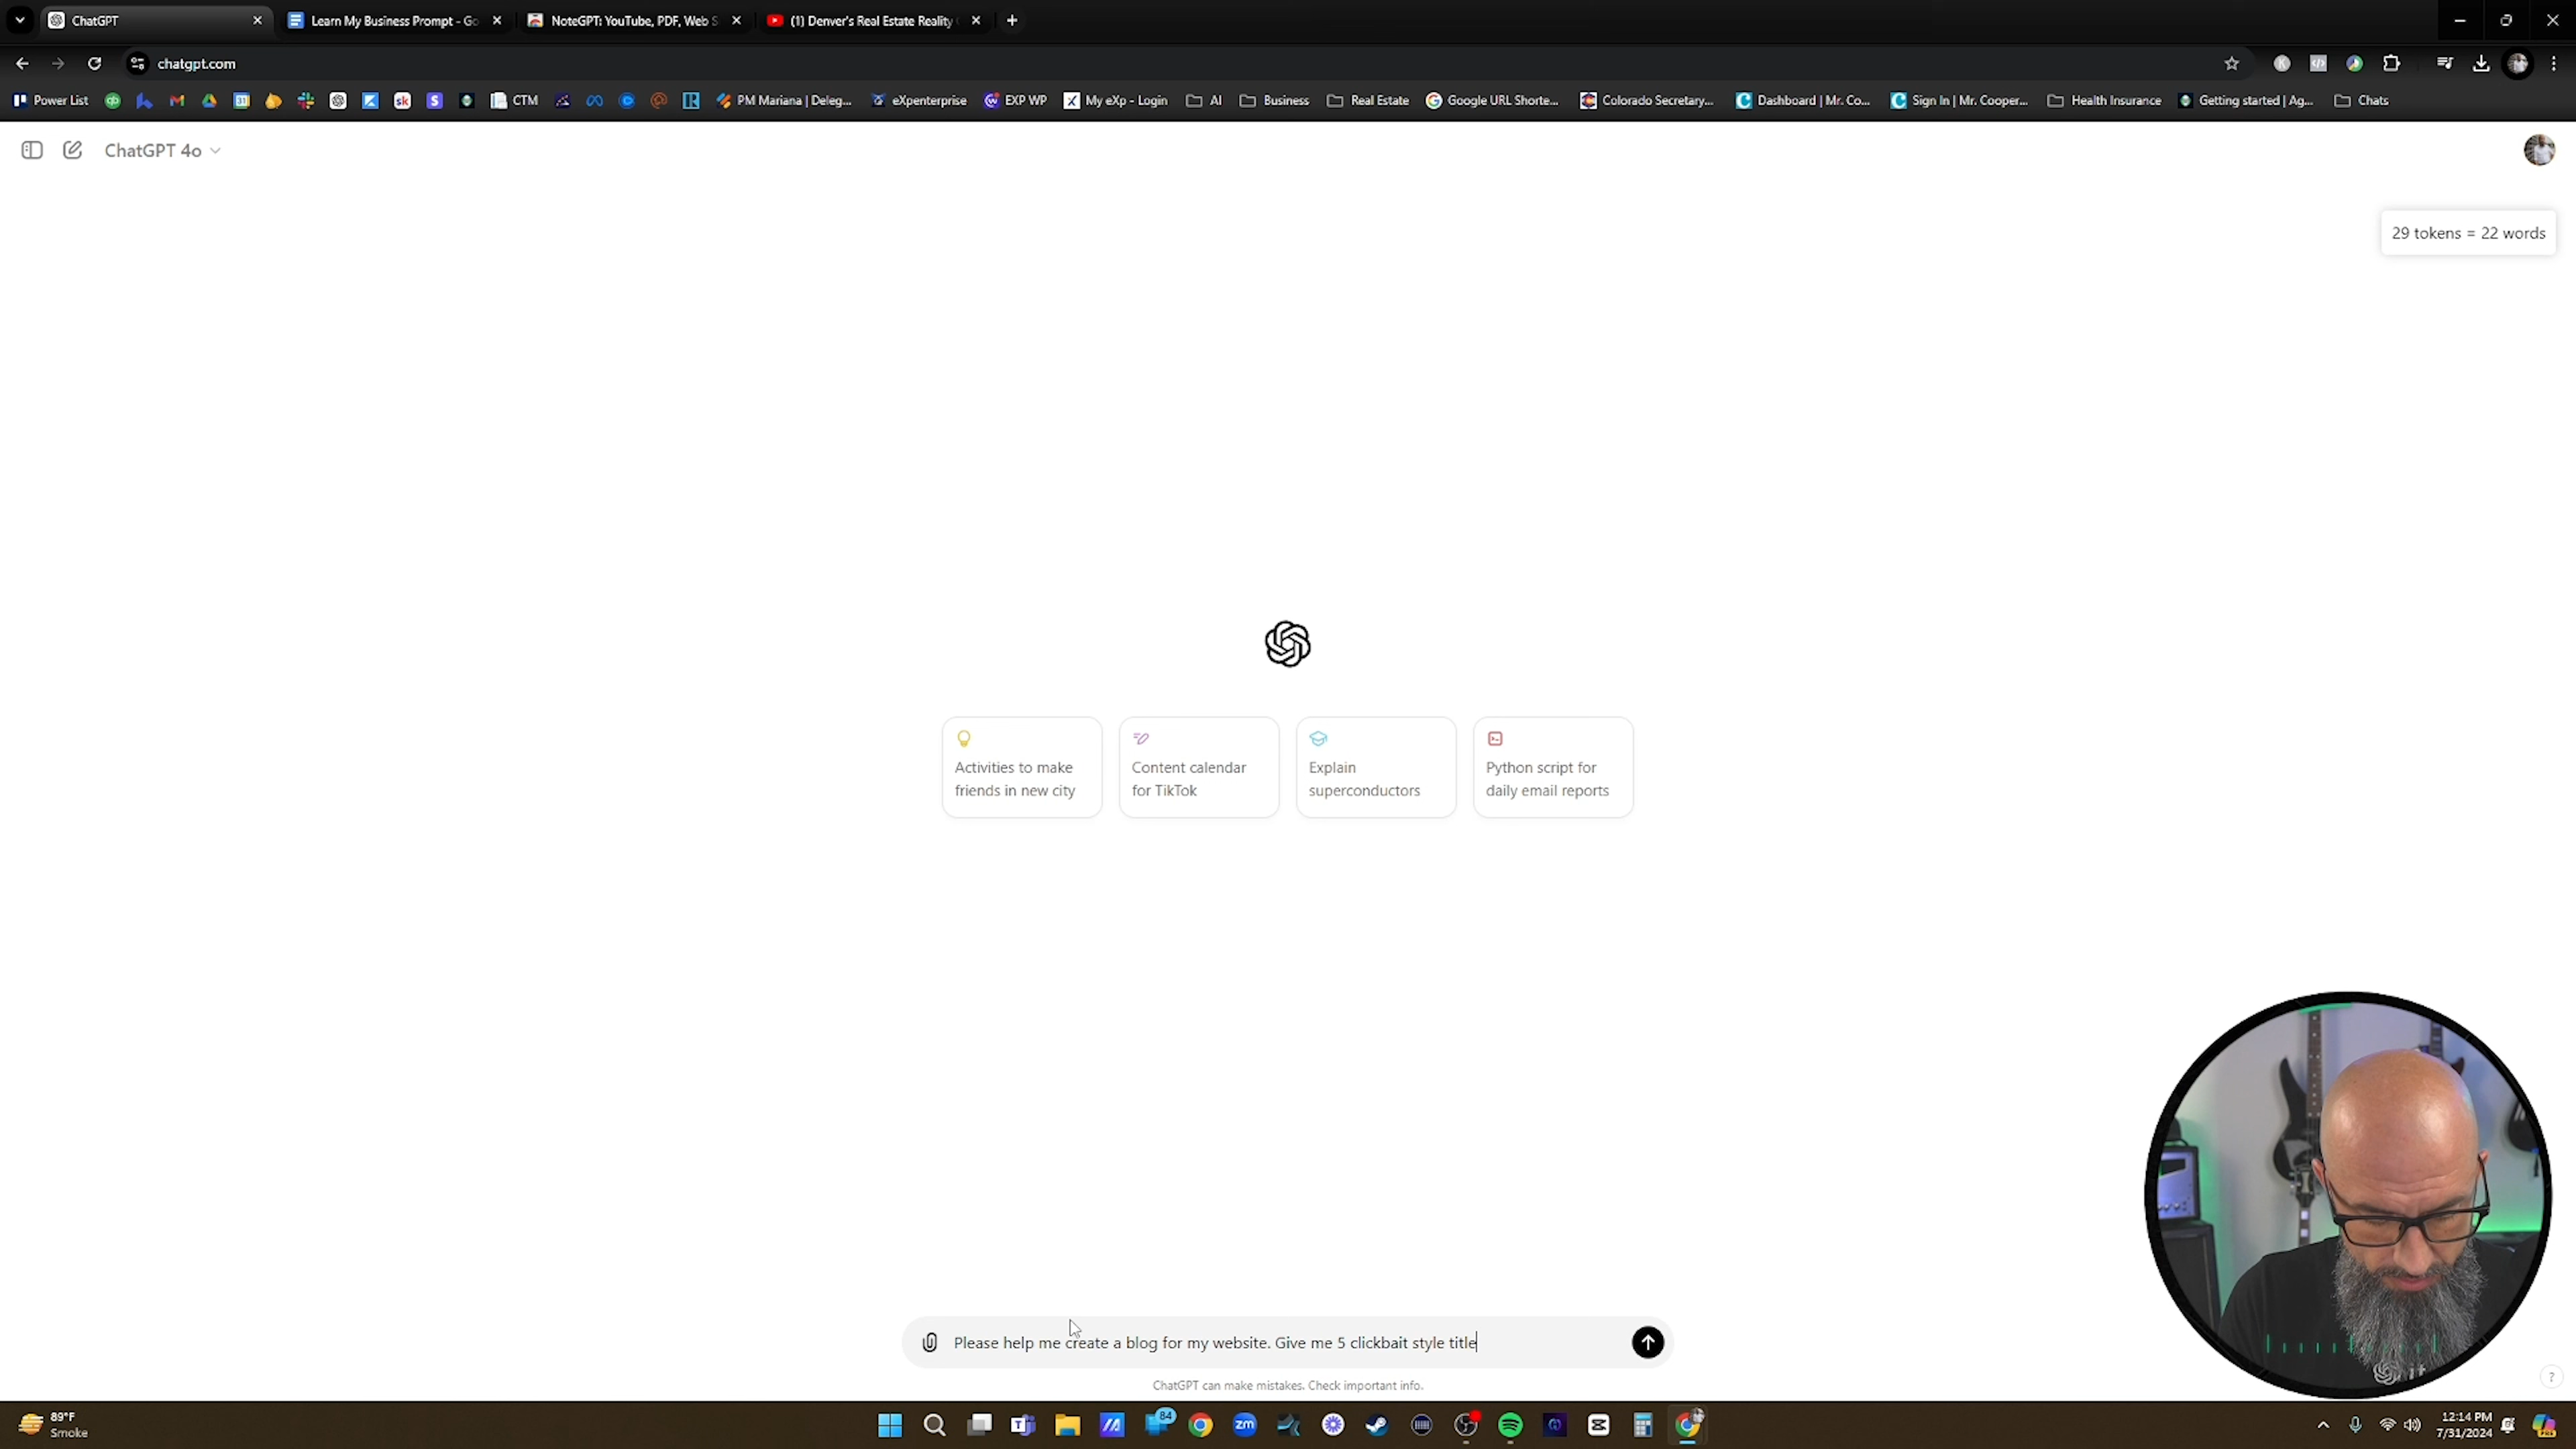 ChatGPT
Learn My Business Prompt - Go
NoteGPT: YouTube, PDF, Web S
(1) Denver's Real Estate Reality
chatgpt.com
Power List
31
sk
S
CTM
PM Mariana | Deleg...
eXpenterprise
EXP WP
My eXp - Login
AI
Business
Real Estate
Google URL Shorte...
Colorado Secretary...
Dashboard | Mr. Co...
Sign In | Mr. Cooper...
Health Insurance
Getting started | Ag...
Chats
ChatGPT 4o
29 tokens = 22 words
Activities to make
friends in new city
Content calendar
for TikTok
Explain
superconductors
Python script for
daily email reports
Please help me create a blog for my website. Give me 5 clickbait style title
ChatGPT can make mistakes. Check important info.
?
89°F
Smoke
84
zm
12:14 PM
7/31/2024